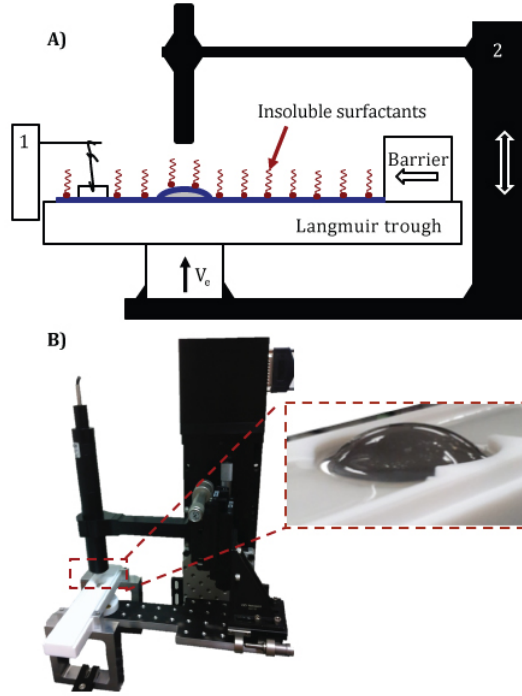 A)
2
Insoluble surfactants
1
Barrier
Langmuir trough
Vₑ
B)